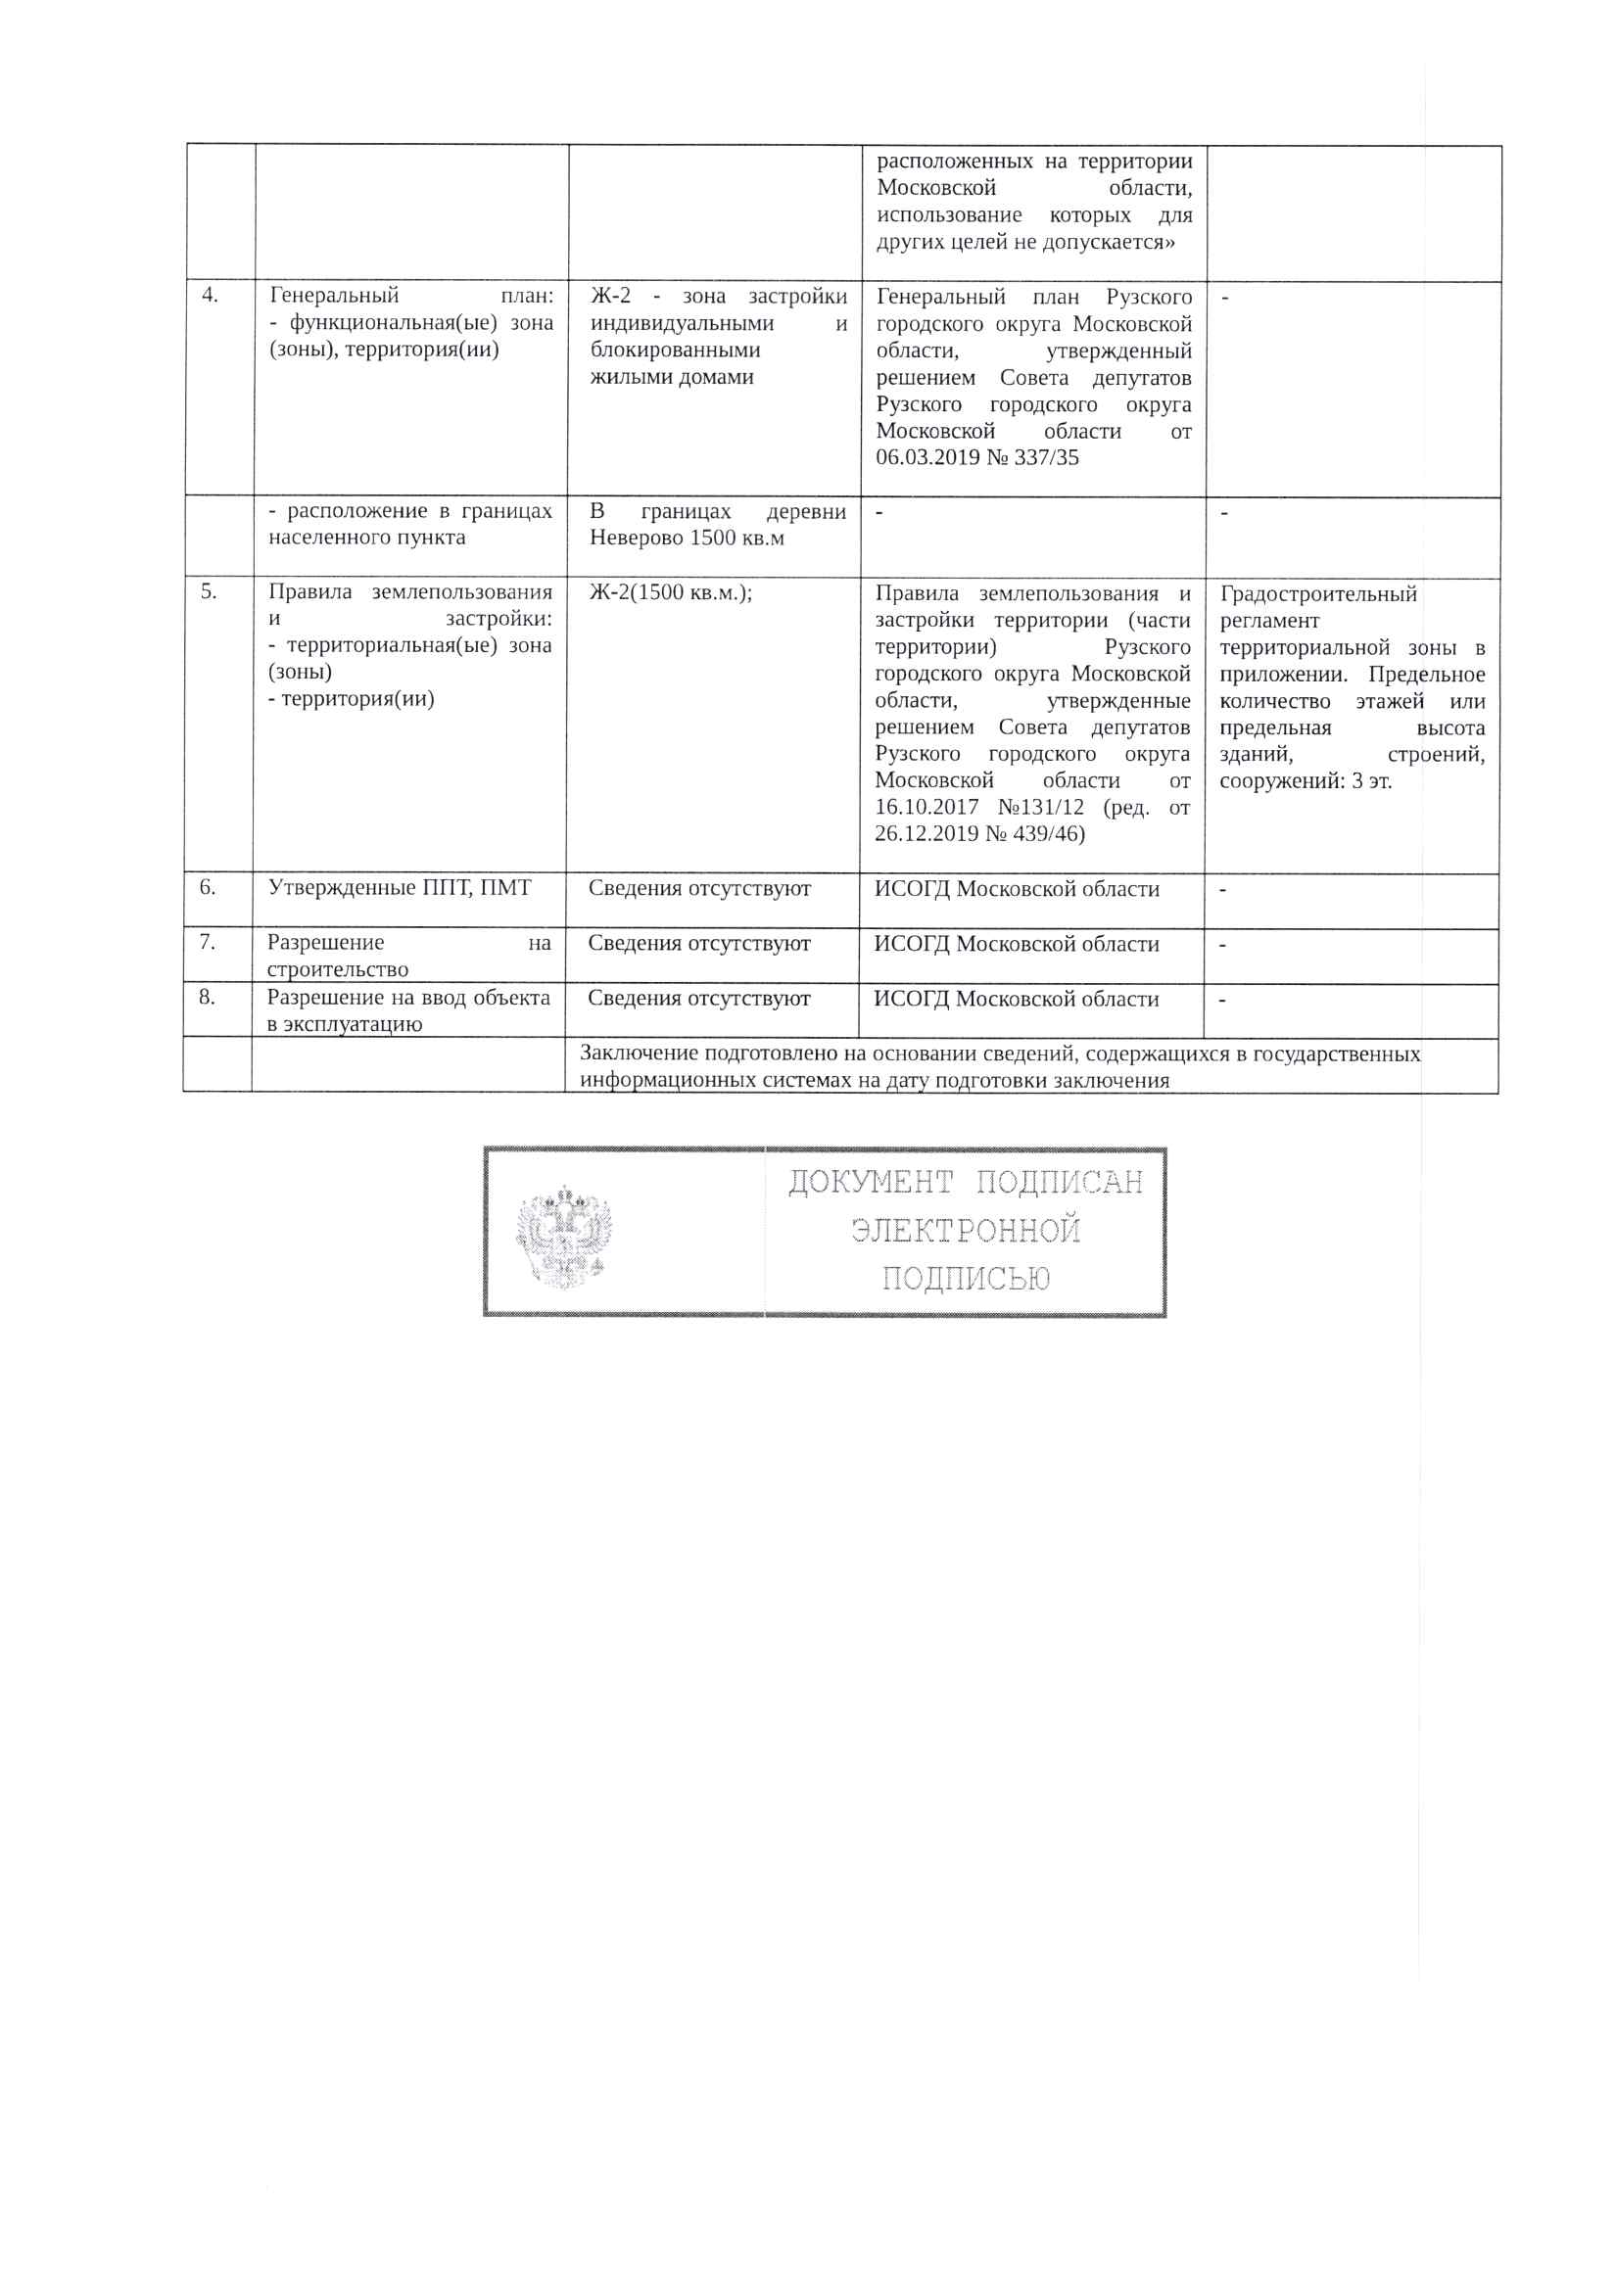 расположенных на территории
Московской области,
использование которых для
других целей не допускается»
4.
Генеральный план:
- функциональная(ые) зона
(зоны), территория(ии)
Ж-2 - зона застройки
индивидуальными и
блокированными
жилыми домами
Генеральный план Рузского
городского округа Московской
области, утвержденный
решением Совета депутатов
Рузского городского округа
Московской области от
06.03.2019 № 337/35
-
- расположение в границах
населенного пункта
В границах деревни
Неверово 1500 кв.м
-
-
5.
Правила землепользования
и застройки:
- территориальная(ые) зона
(зоны)
- территория(ии)
Ж-2(1500 кв.м.);
Правила землепользования и
застройки территории (части
территории) Рузского
городского округа Московской
области, утвержденные
решением Совета депутатов
Рузского городского округа
Московской области от
16.10.2017 №131/12 (ред. от
26.12.2019 № 439/46)
Градостроительный
регламент
территориальной зоны в
приложении. Предельное
количество этажей или
предельная высота
зданий, строений,
сооружений: 3 эт.
6.
Утвержденные ППТ, ПМТ
Сведения отсутствуют
ИСОГД Московской области
-
7.
Разрешение на
строительство
Сведения отсутствуют
ИСОГД Московской области
-
8.
Разрешение на ввод объекта
в эксплуатацию
Сведения отсутствуют
ИСОГД Московской области
-
Заключение подготовлено на основании сведений, содержащихся в государственных
информационных системах на дату подготовки заключения
ДОКУМЕНТ ПОДПИСАН
ЭЛЕКТРОННОЙ
ПОДПИСЬЮ